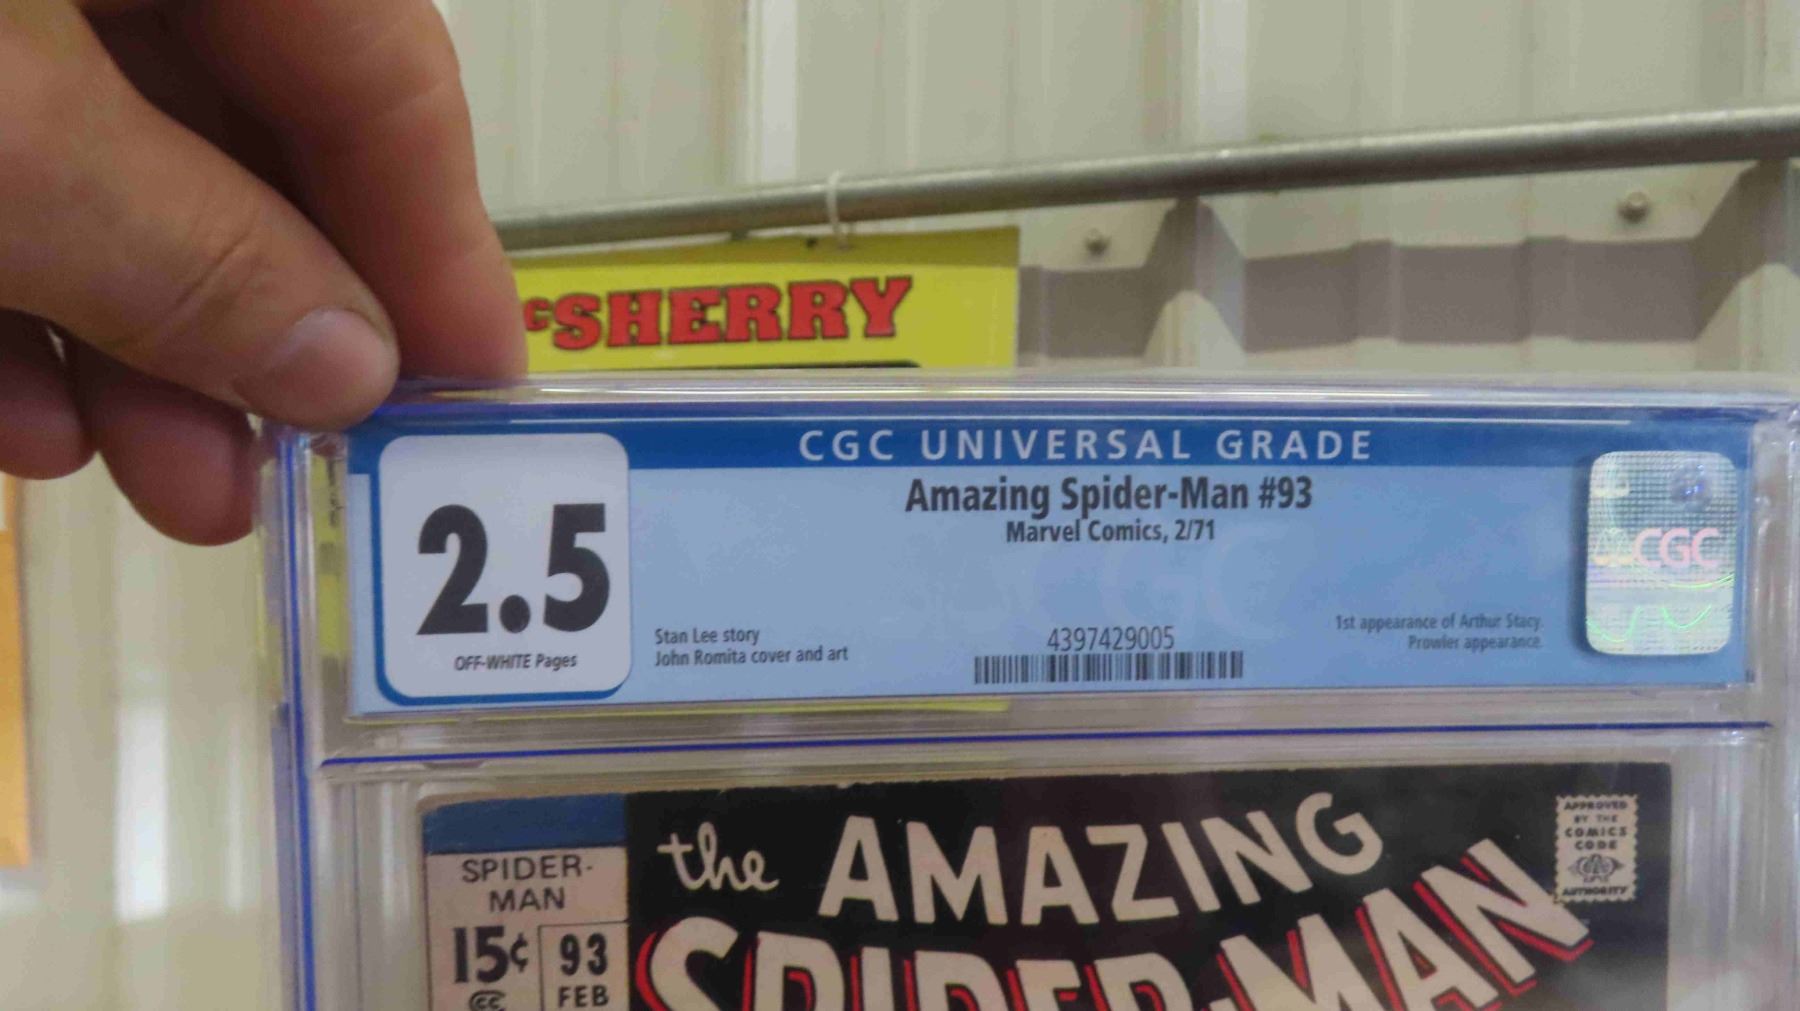 cSHERRY
CGC UNIVERSAL GRADE
2.5
OFF-WHITE Pages
Amazing Spider-Man #93
Marvel Comics, 2/71
Stan Lee story
John Romita cover and art
4397429005
1st appearance of Arthur Stacy.
Prowler appearance.
CGC
SPIDER-
MAN
15¢
93
FEB
CC
the AMAZING
SPIDER-MAN
APPROVED
BY THE
COMICS
CODE
AUTHORITY